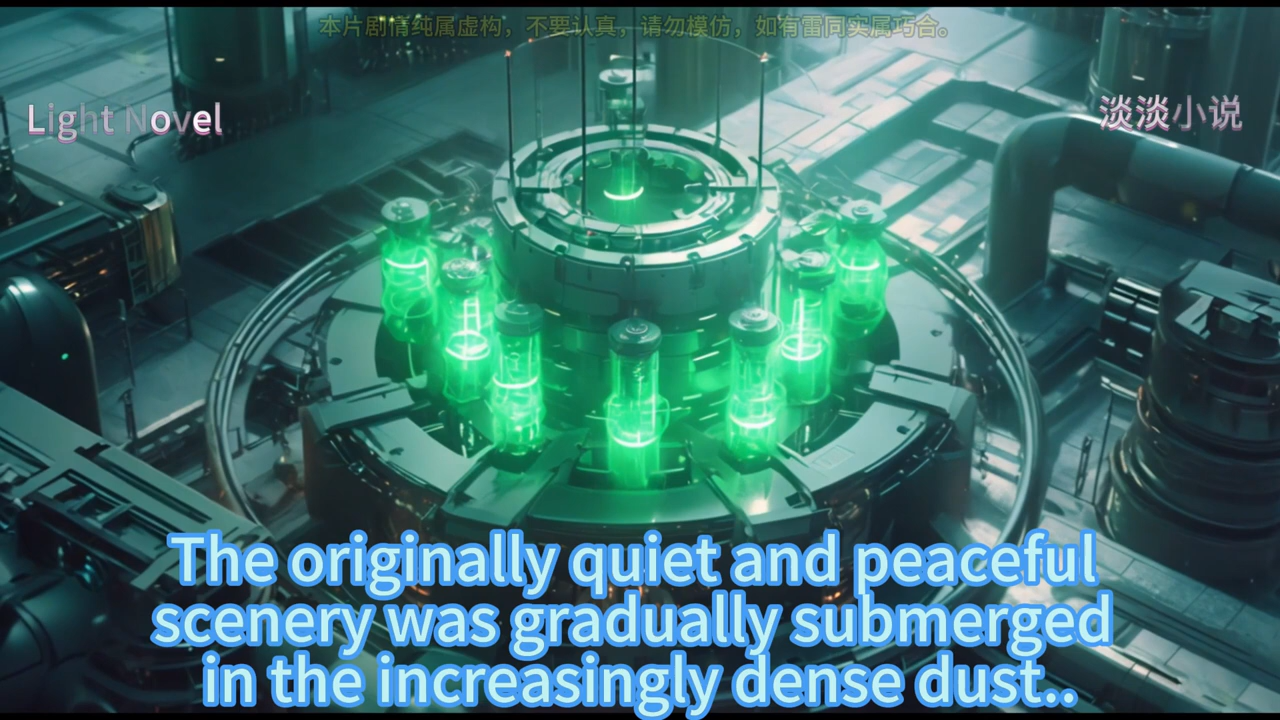 本片剧情纯属虚构，不要认真，请勿模仿，如有雷同实属巧合。
Light Novel
淡淡小说
The originally quiet and peaceful
scenery was gradually submerged
in the increasingly dense dust..